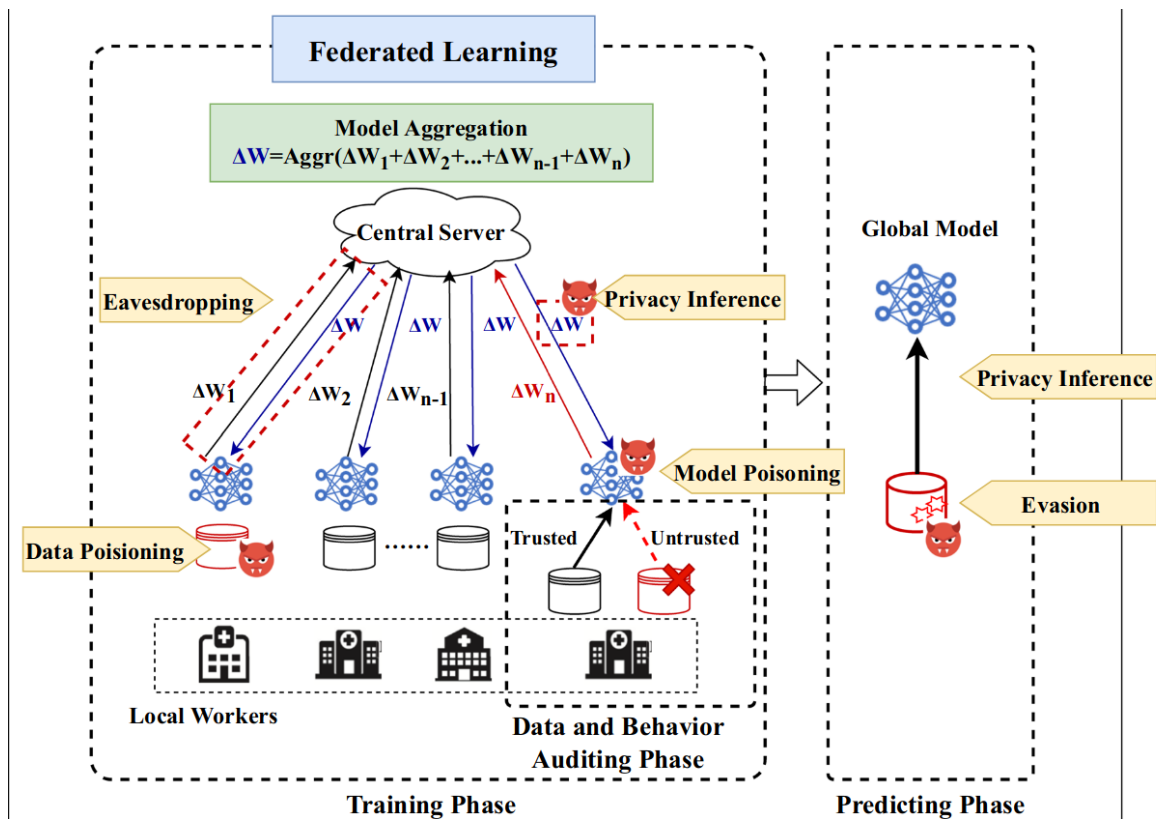 Federated Learning
Model Aggregation
ΔW=Aggr(ΔW1+ΔW2+...+ΔWn-1+ΔWn)
Central Server
Global Model
Eavesdropping
Privacy Inference
ΔW
ΔW
ΔW
ΔW
ΔW1
ΔW2
ΔWn-1
ΔWn
Privacy Inference
Model Poisoning
Evasion
Data Poisioning
......
Trusted
Untrusted
Local Workers
Data and Behavior
Auditing Phase
Training Phase
Predicting Phase